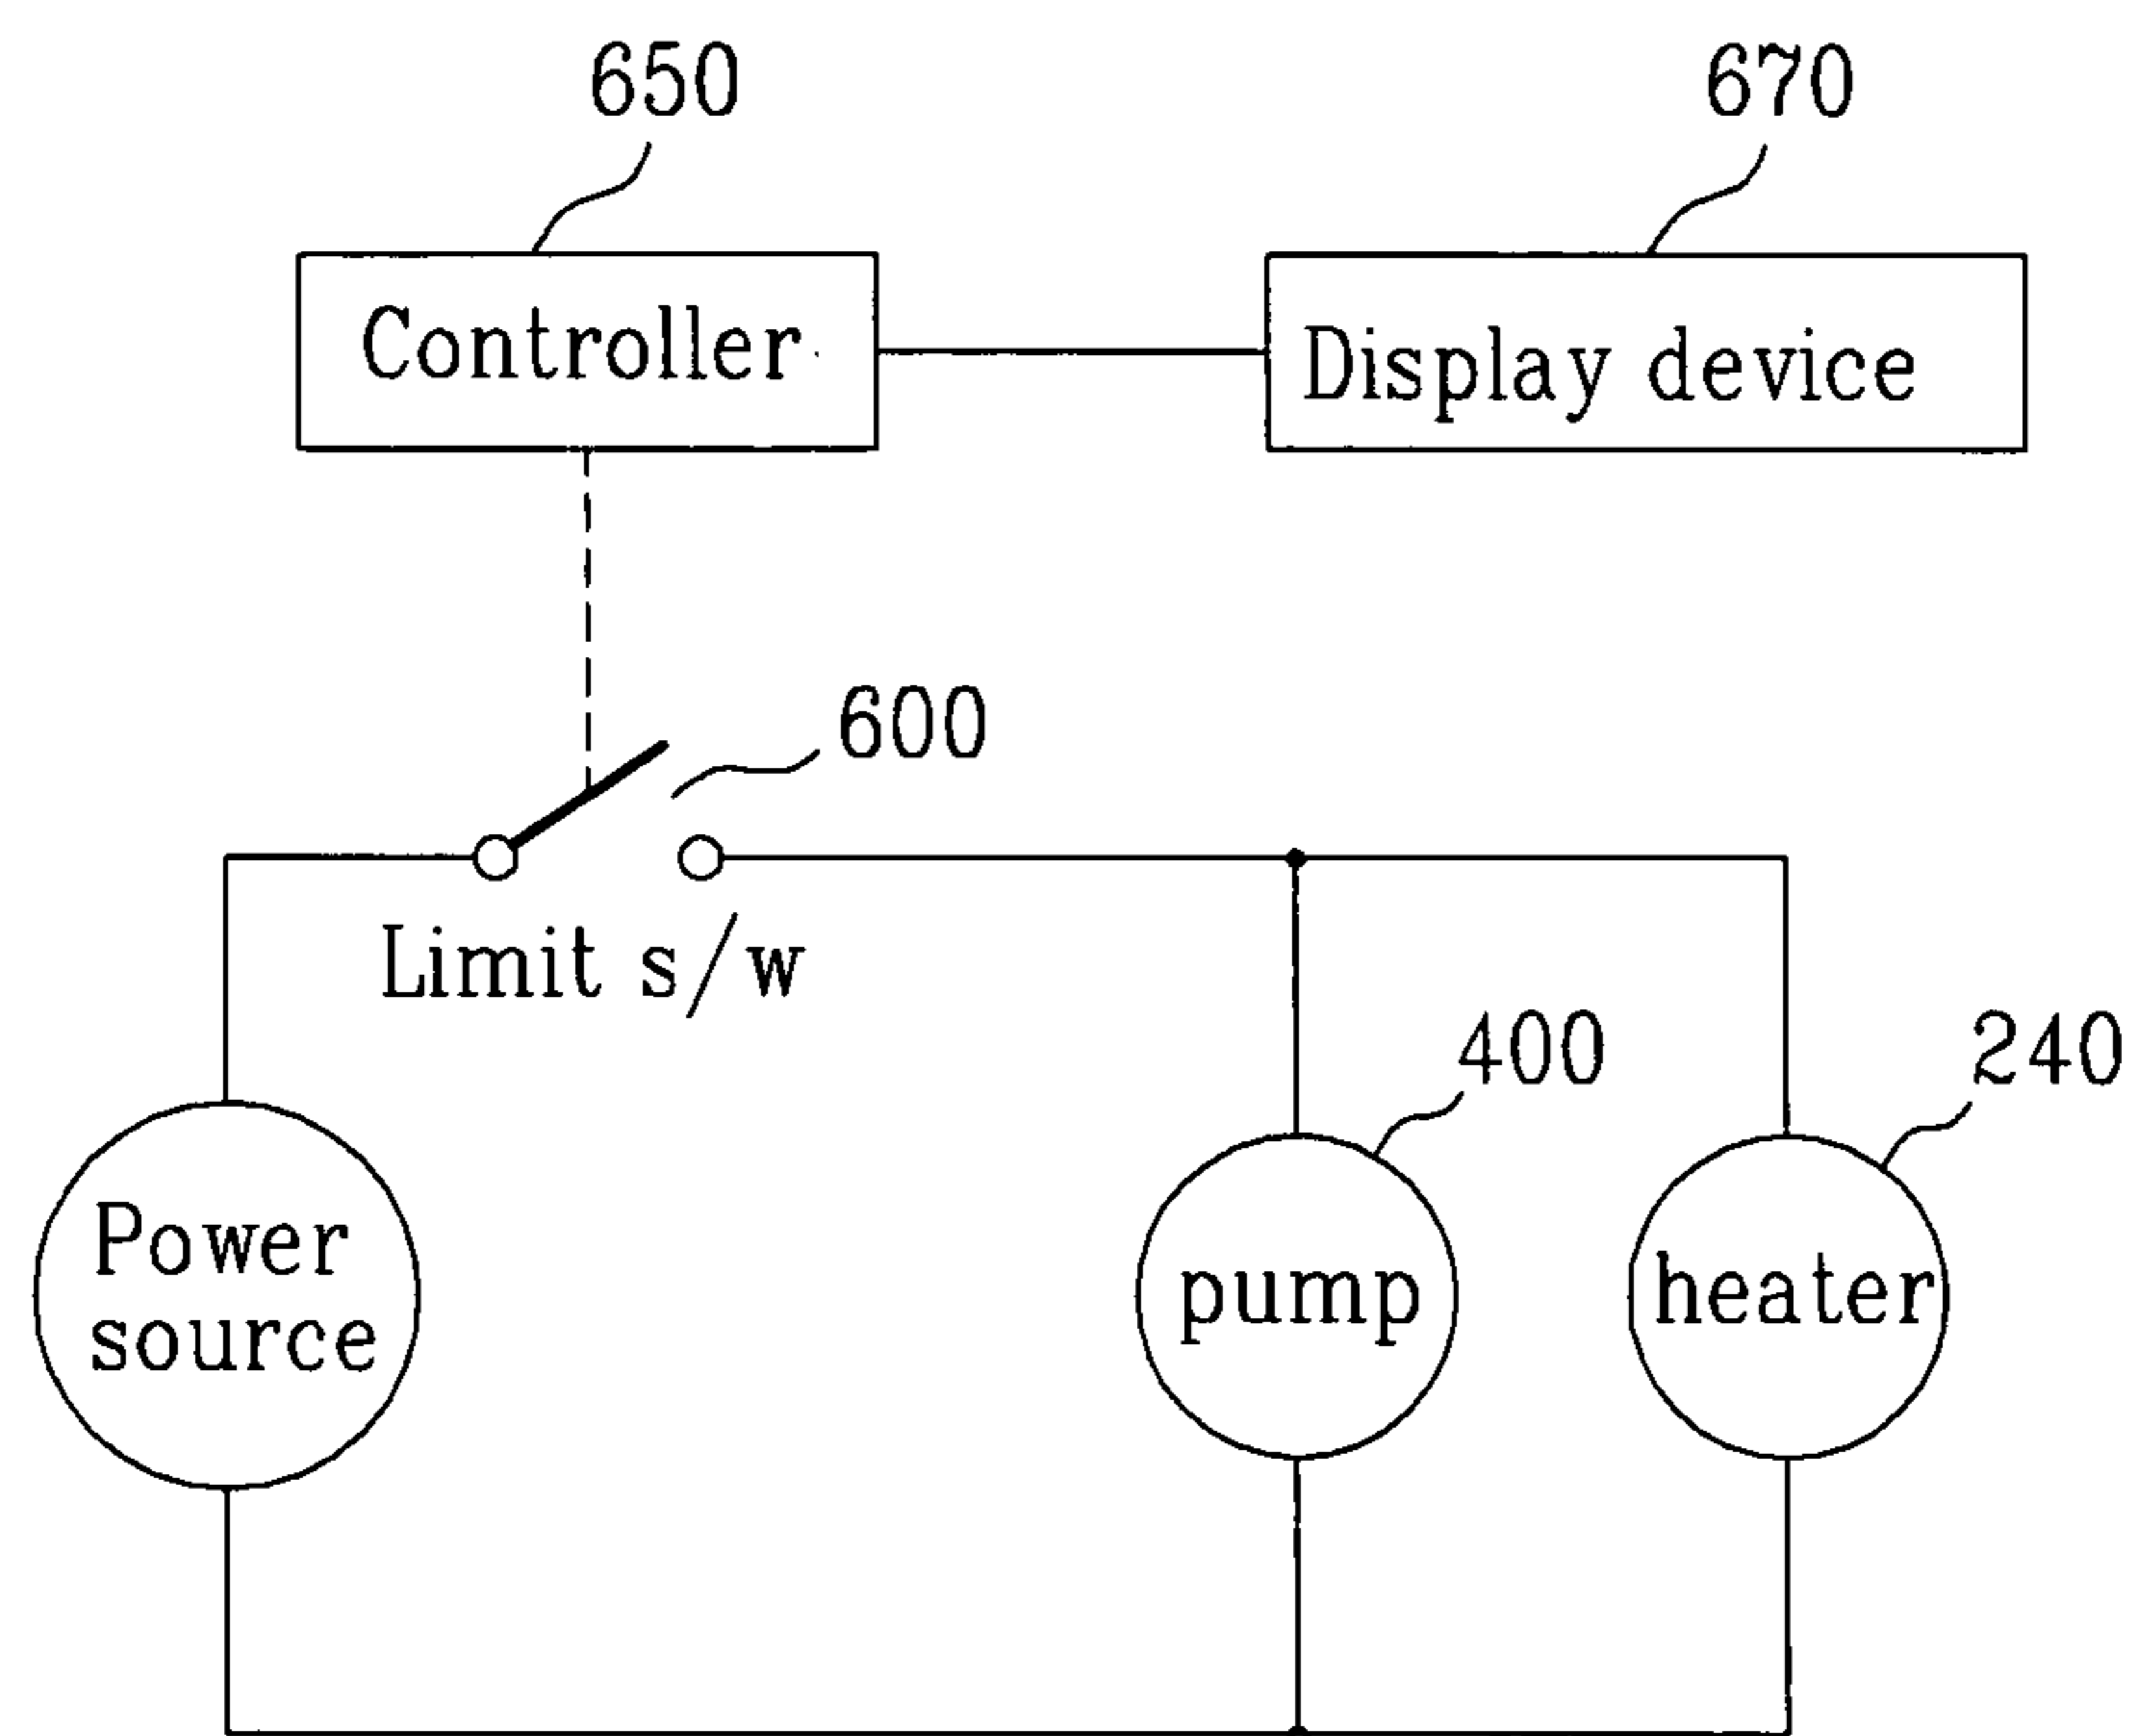 650
670
Controller
Display device
600
Limit s/w
400
240
Power
source
pump
heater